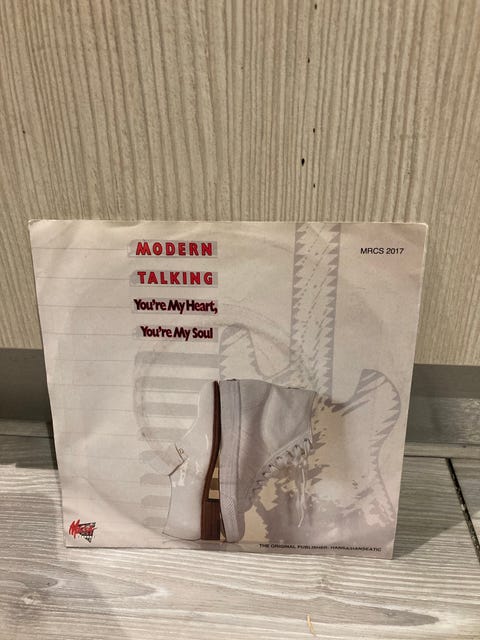 MODERN
TALKING
You're My Heart,
You're My Soul
MRCS 2017
THE ORIGINAL PUBLISHER: HANSA/HANSEATIC